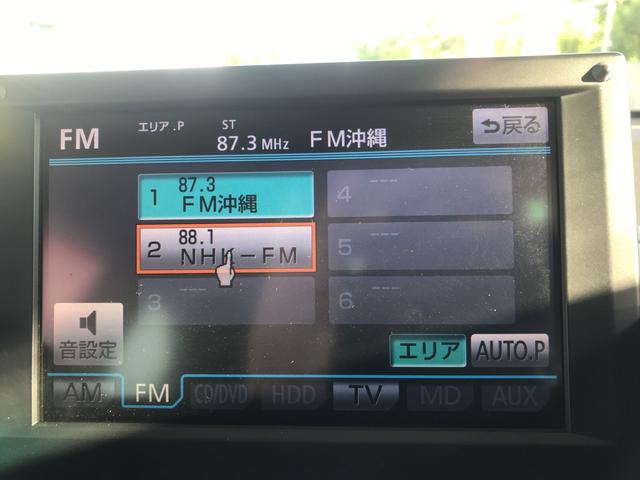 FM エリア.P ST 87.3 MHz FM沖縄 戻る
1 87.3 FM沖縄
4 ---
2 88.1 NHK-FM
5 ---
3 ---
6 ---
音設定
エリア AUTO.P
AM FM CD/DVD HDD TV MD AUX